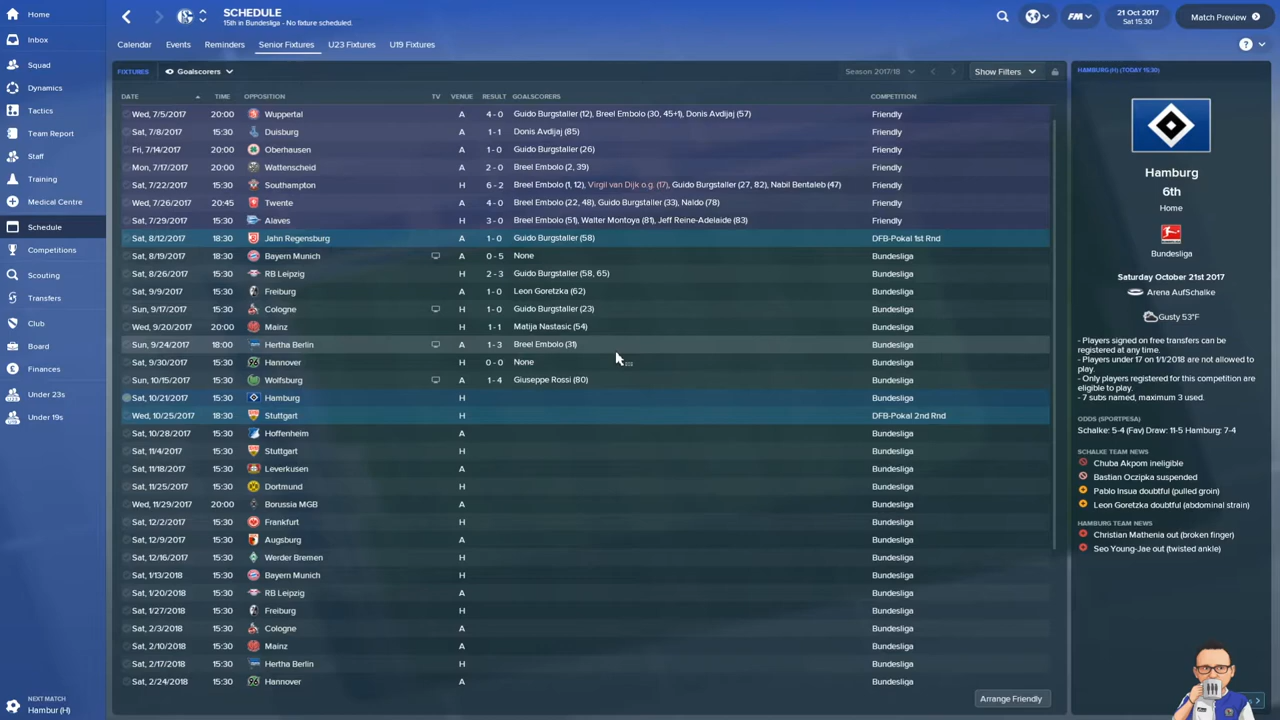 Home
SCHEDULE
15th in Bundesliga - No fixture scheduled.
FM
21 Oct 2017
Sat 15:30
Match Preview
Inbox
Squad
Dynamics
Tactics
Team Report
Staff
Training
Medical Centre
Schedule
Competitions
Scouting
Transfers
Club
Board
Finances
Under 23s
Under 19s
NEXT MATCH
Hambur (H)
Calendar Events Reminders Senior Fixtures U23 Fixtures U19 Fixtures ?
FIXTURES Goalscorers Season 2017/18 Show Filters
DATE TIME OPPOSITION TV VENUE RESULT GOALSCORERS COMPETITION
Wed, 7/5/2017 20:00 Wuppertal A 4 - 0 Guido Burgstaller (12), Breel Embolo (30, 45+1), Donis Avdijaj (57) Friendly
Sat, 7/8/2017 15:30 Duisburg A 1 - 1 Donis Avdijaj (85) Friendly
Fri, 7/14/2017 20:00 Oberhausen A 1 - 0 Guido Burgstaller (26) Friendly
Mon, 7/17/2017 20:00 Wattenscheid A 2 - 0 Breel Embolo (2, 39) Friendly
Sat, 7/22/2017 15:30 Southampton H 6 - 2 Breel Embolo (1, 12), Virgil van Dijk o.g. (17), Guido Burgstaller (27, 82), Nabil Bentaleb (47) Friendly
Wed, 7/26/2017 20:45 Twente A 4 - 0 Breel Embolo (22, 48), Guido Burgstaller (33), Naldo (78) Friendly
Sat, 7/29/2017 15:30 Alaves H 3 - 0 Breel Embolo (51), Walter Montoya (81), Jeff Reine-Adelaide (83) Friendly
Sat, 8/12/2017 18:30 Jahn Regensburg A 1 - 0 Guido Burgstaller (58) DFB-Pokal 1st Rnd
Sat, 8/19/2017 18:30 Bayern Munich A 0 - 5 None Bundesliga
Sat, 8/26/2017 15:30 RB Leipzig H 2 - 3 Guido Burgstaller (58, 65) Bundesliga
Sat, 9/9/2017 15:30 Freiburg A 1 - 0 Leon Goretzka (62) Bundesliga
Sun, 9/17/2017 15:30 Cologne H 1 - 0 Guido Burgstaller (23) Bundesliga
Wed, 9/20/2017 20:00 Mainz H 1 - 1 Matija Nastasic (54) Bundesliga
Sun, 9/24/2017 18:00 Hertha Berlin A 1 - 3 Breel Embolo (31) Bundesliga
Sat, 9/30/2017 15:30 Hannover H 0 - 0 None Bundesliga
Sun, 10/15/2017 15:30 Wolfsburg A 1 - 4 Giuseppe Rossi (80) Bundesliga
Sat, 10/21/2017 15:30 Hamburg H Bundesliga
Wed, 10/25/2017 18:30 Stuttgart H DFB-Pokal 2nd Rnd
Sat, 10/28/2017 15:30 Hoffenheim A Bundesliga
Sat, 11/4/2017 15:30 Stuttgart A Bundesliga
Sat, 11/18/2017 15:30 Leverkusen A Bundesliga
Sat, 11/25/2017 15:30 Dortmund H Bundesliga
Wed, 11/29/2017 20:00 Borussia MGB A Bundesliga
Sat, 12/2/2017 15:30 Frankfurt H Bundesliga
Sat, 12/9/2017 15:30 Augsburg A Bundesliga
Sat, 12/16/2017 15:30 Werder Bremen H Bundesliga
Sat, 1/13/2018 15:30 Bayern Munich H Bundesliga
Sat, 1/20/2018 15:30 RB Leipzig A Bundesliga
Sat, 1/27/2018 15:30 Freiburg H Bundesliga
Sat, 2/3/2018 15:30 Cologne A Bundesliga
Sat, 2/10/2018 15:30 Mainz A Bundesliga
Sat, 2/17/2018 15:30 Hertha Berlin H Bundesliga
Sat, 2/24/2018 15:30 Hannover A Bundesliga
Arrange Friendly
HAMBURG (H) (TODAY 15:30)
Hamburg
6th
Home
Bundesliga
Saturday October 21st 2017
Arena AufSchalke
Gusty 53°F
- Players signed on free transfers can be
registered at any time.
- Players under 17 on 1/1/2018 are not allowed to
play.
- Only players registered for this competition are
eligible to play.
- 7 subs named, maximum 3 used.
ODDS (SPORTPESA)
Schalke: 5-4 (Fav) Draw: 11-5 Hamburg: 7-4
SCHALKE TEAM NEWS
Chuba Akpom ineligible
Bastian Oczipka suspended
Pablo Insua doubtful (pulled groin)
Leon Goretzka doubtful (abdominal strain)
HAMBURG TEAM NEWS
Christian Mathenia out (broken finger)
Seo Young-Jae out (twisted ankle)